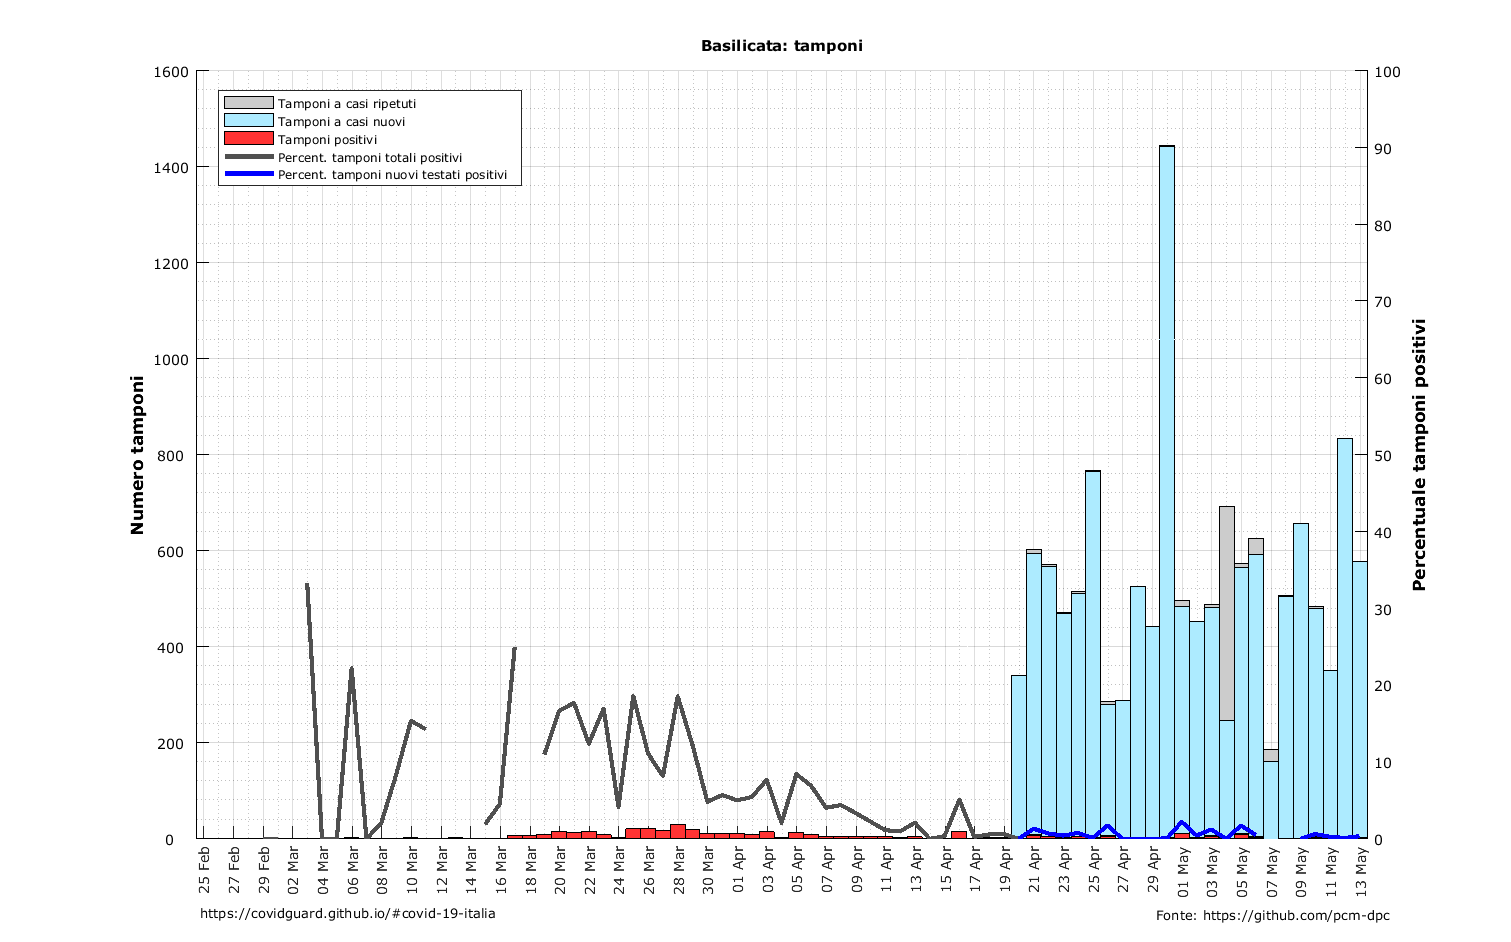 Basilicata: tamponi
Numero tamponi
1600
1400
1200
1000
800
600
400
200
0
Tamponi a casi ripetuti
Tamponi a casi nuovi
Tamponi positivi
Percent. tamponi totali positivi
Percent. tamponi nuovi testati positivi
100
90
80
70
60
50
40
30
20
10
0
Percentuale tamponi positivi
25 Feb
27 Feb
29 Feb
02 Mar
04 Mar
06 Mar
08 Mar
10 Mar
12 Mar
14 Mar
16 Mar
18 Mar
20 Mar
22 Mar
24 Mar
26 Mar
28 Mar
30 Mar
01 Apr
03 Apr
05 Apr
07 Apr
09 Apr
11 Apr
13 Apr
15 Apr
17 Apr
19 Apr
21 Apr
23 Apr
25 Apr
27 Apr
29 Apr
01 May
03 May
05 May
07 May
09 May
11 May
13 May
https://covidguard.github.io/#covid-19-italia
Fonte: https://github.com/pcm-dpc